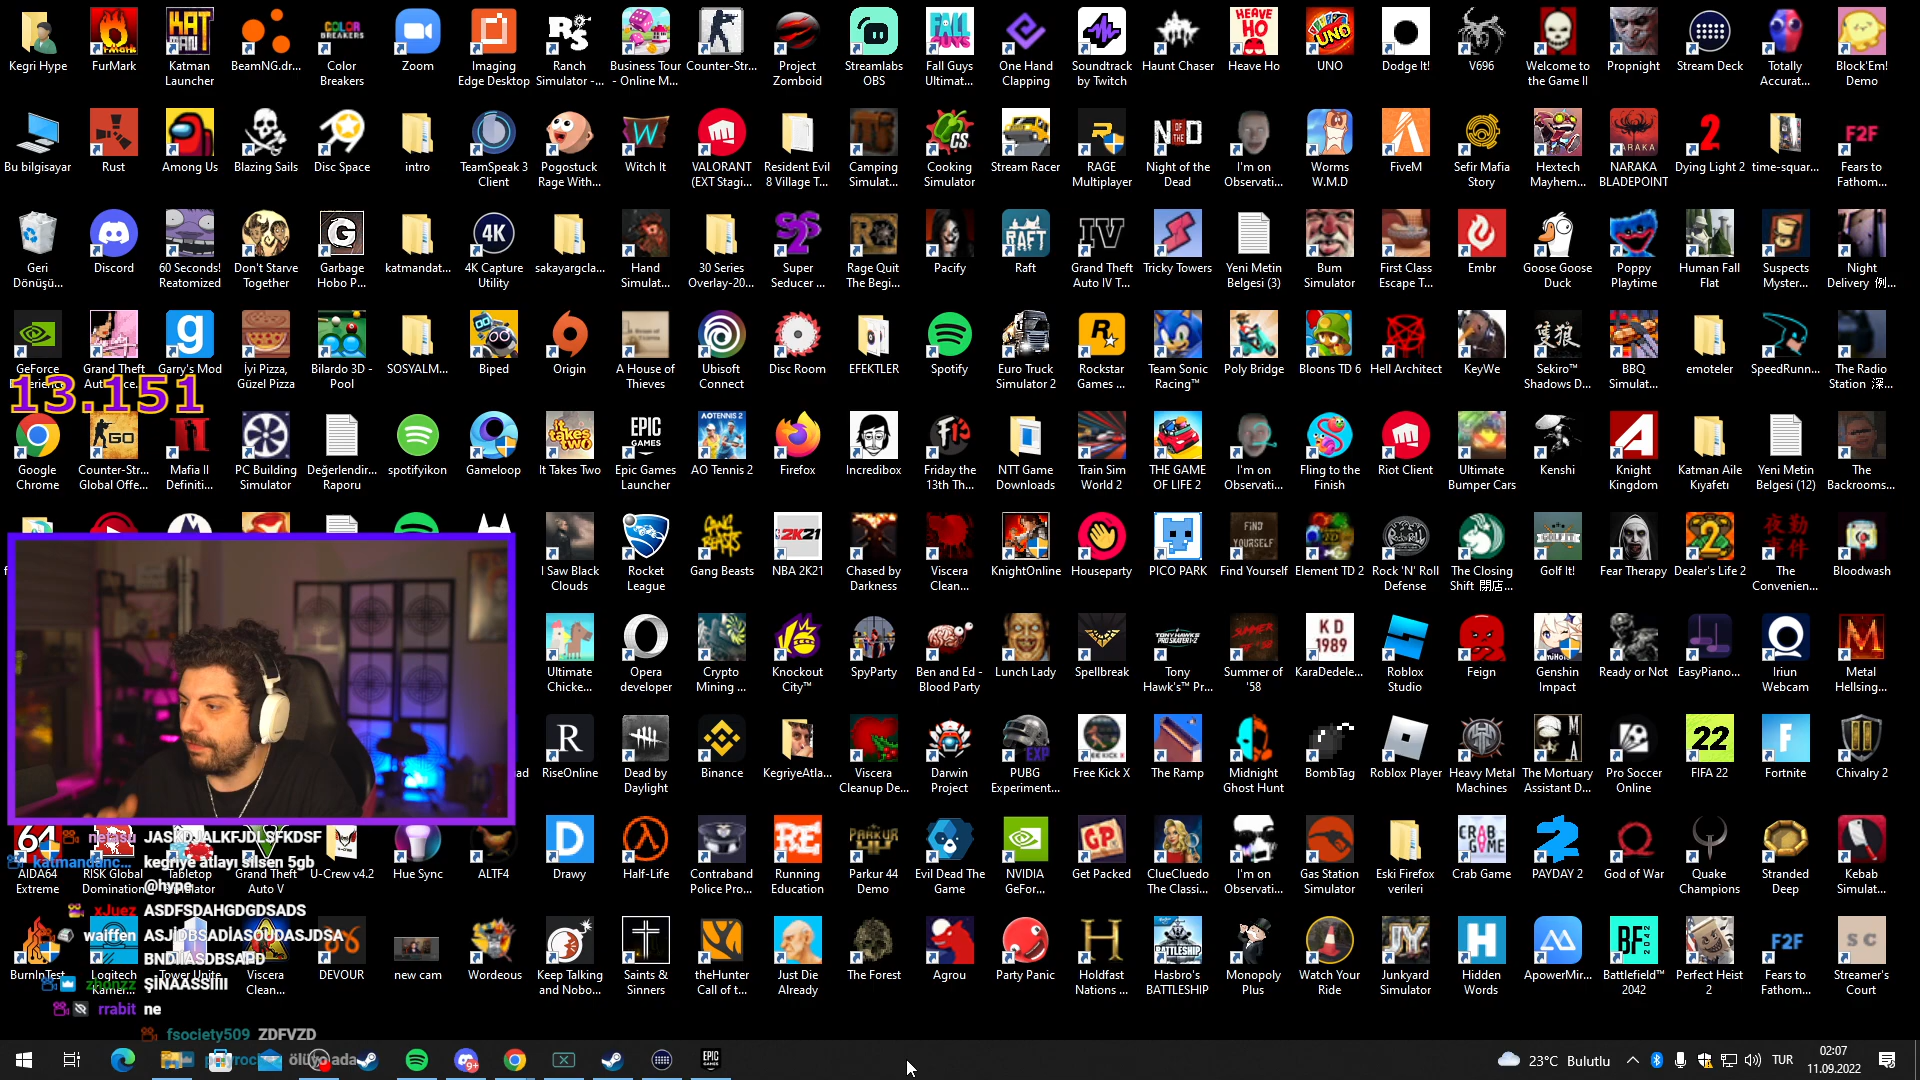 Kegri Hype
FurMark
Katman Launcher
BeamNG.dr...
Color Breakers
Zoom
Imaging Edge Desktop
Ranch Simulator -...
Business Tour - Online M...
Counter-Str...
Project Zomboid
Streamlabs OBS
Fall Guys Ultimat...
One Hand Clapping
Soundtrack by Twitch
Haunt Chaser
Heave Ho
UNO
Dodge It!
V696
Welcome to the Game II
Propnight
Stream Deck
Totally Accurat...
Block'Em! Demo
Bu bilgisayar
Rust
Among Us
Blazing Sails
Disc Space
intro
TeamSpeak 3 Client
Pogostuck Rage With...
Witch It
VALORANT (EXT Stagi...
Resident Evil 8 Village T...
Camping Simulat...
Cooking Simulator
Stream Racer
RAGE Multiplayer
Night of the Dead
I'm on Observati...
Worms W.M.D
FiveM
Sefir Mafia Story
Hextech Mayhem...
NARAKA BLADEPOINT
Dying Light 2
time-squar...
Fears to Fathom...
Geri Dönüşü...
Discord
60 Seconds! Reatomized
Don't Starve Together
Garbage Hobo P...
katmandat...
4K Capture Utility
sakayargcla...
Hand Simulat...
30 Series Overlay-20...
Super Seducer ...
Rage Quit The Begi...
Pacify
Raft
Grand Theft Auto IV T...
Tricky Towers
Yeni Metin Belgesi (3)
Bum Simulator
First Class Escape T...
Embr
Goose Goose Duck
Poppy Playtime
Human Fall Flat
Suspects Myster...
Night Delivery 例...
GeForce Experience
Grand Theft Auto
Garry's Mod
İyi Pizza, Güzel Pizza
Bilardo 3D - Pool
SOSYALM...
Biped
Origin
A House of Thieves
Ubisoft Connect
Disc Room
EFEKTLER
Spotify
Euro Truck Simulator 2
Rockstar Games ...
Team Sonic Racing™
Poly Bridge
Bloons TD 6
Hell Architect
KeyWe
Sekiro™ Shadows D...
BBQ Simulat...
emoteler
SpeedRunn...
The Radio Station 深...
13.151
Google Chrome
Counter-Str... Global Offe...
Mafia II Definiti...
PC Building Simulator
Değerlendir... Raporu
spotifyikon
Gameloop
It Takes Two
Epic Games Launcher
AO Tennis 2
Firefox
Incredibox
Friday the 13th Th...
NTT Game Downloads
Train Sim World 2
THE GAME OF LIFE 2
I'm on Observati...
Fling to the Finish
Riot Client
Ultimate Bumper Cars
Kenshi
Knight Kingdom
Katman Aile Kıyafetı
Yeni Metin Belgesi (12)
The Backrooms...
I Saw Black Clouds
Rocket League
Gang Beasts
NBA 2K21
Chased by Darkness
Viscera Clean...
KnightOnline
Houseparty
PICO PARK
Find Yourself
Element TD 2
Rock 'N' Roll Defense
The Closing Shift 閉店...
Golf It!
Fear Therapy
Dealer's Life 2
The Convenien...
Bloodwash
Ultimate Chicke...
Opera developer
Crypto Mining ...
Knockout City™
SpyParty
Ben and Ed - Blood Party
Lunch Lady
Spellbreak
Tony Hawk's™ Pr...
Summer of '58
KaraDedele...
Roblox Studio
Feign
Genshin Impact
Ready or Not
EasyPiano...
Iriun Webcam
Metal Hellsing...
RiseOnline
Dead by Daylight
Binance
KegriyeAtla...
Viscera Cleanup De...
Darwin Project
PUBG Experiment...
Free Kick X
The Ramp
Midnight Ghost Hunt
BombTag
Roblox Player
Heavy Metal Machines
The Mortuary Assistant D...
Pro Soccer Online
FIFA 22
Fortnite
Chivalry 2
AIDA64 Extreme
RISK Global Domination
Tabletop Simulator
Grand Theft Auto V
U-Crew v4.2
Hue Sync
ALTF4
Drawy
Half-Life
Contraband Police Pro...
Running Education
Parkur 44 Demo
Evil Dead The Game
NVIDIA GeFor...
Get Packed
ClueCluedo The Classi...
I'm on Observati...
Gas Station Simulator
Eski Firefox verileri
Crab Game
PAYDAY 2
God of War
Quake Champions
Stranded Deep
Kebab Simulat...
BurnInTest
Logitech
Tower Unite
Viscera Clean...
DEVOUR
new cam
Wordeous
Keep Talking and Nobo...
Saints & Sinners
theHunter Call of t...
Just Die Already
The Forest
Agrou
Party Panic
Holdfast Nations ...
Hasbro's BATTLESHIP
Monopoly Plus
Watch Your Ride
Junkyard Simulator
Hidden Words
ApowerMir...
Battlefield™ 2042
Perfect Heist 2
Fears to Fathom...
Streamer's Court
JASKDJALKFJDLSFKDSF
katmandanc... kegriye atlayı silsen 5gb
@hype
xJuez ASDFSDAHGDGDSADS
waiffen ASJİDBSADİASOUDASJDSA
BNDJIASDBSAPD
zhonzz ŞİNAASSİİİİ
rrabit ne
fsociety509 ZDFVZD
ölüyo ada
23°C Bulutlu
TUR
02:07
11.09.2022